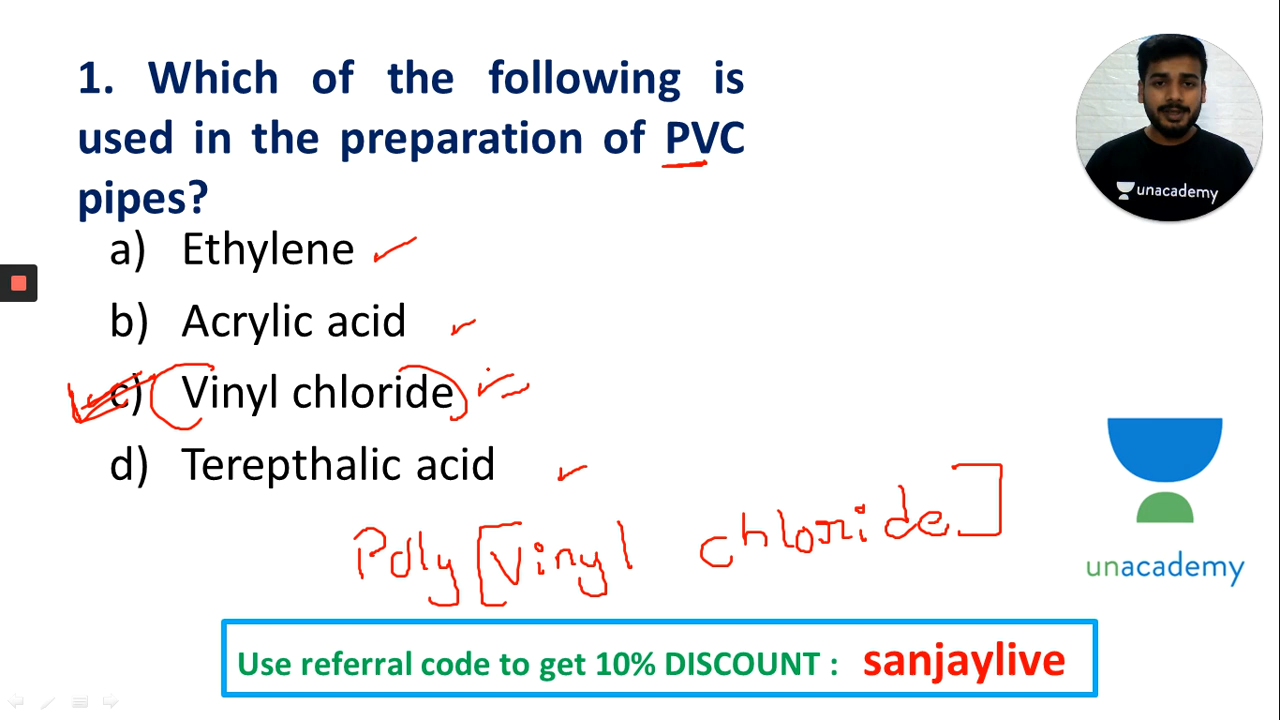 1. Which of the following is
used in the preparation of PVC
pipes?
a) Ethylene
b) Acrylic acid
c) Vinyl chloride
d) Terepthalic acid
Poly [Vinyl chloride]
unacademy
unacademy
Use referral code to get 10% DISCOUNT : sanjaylive